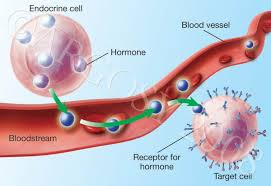 Endocrine cell
Blood vessel
Hormone
Bloodstream
Receptor for
hormone
Target cell